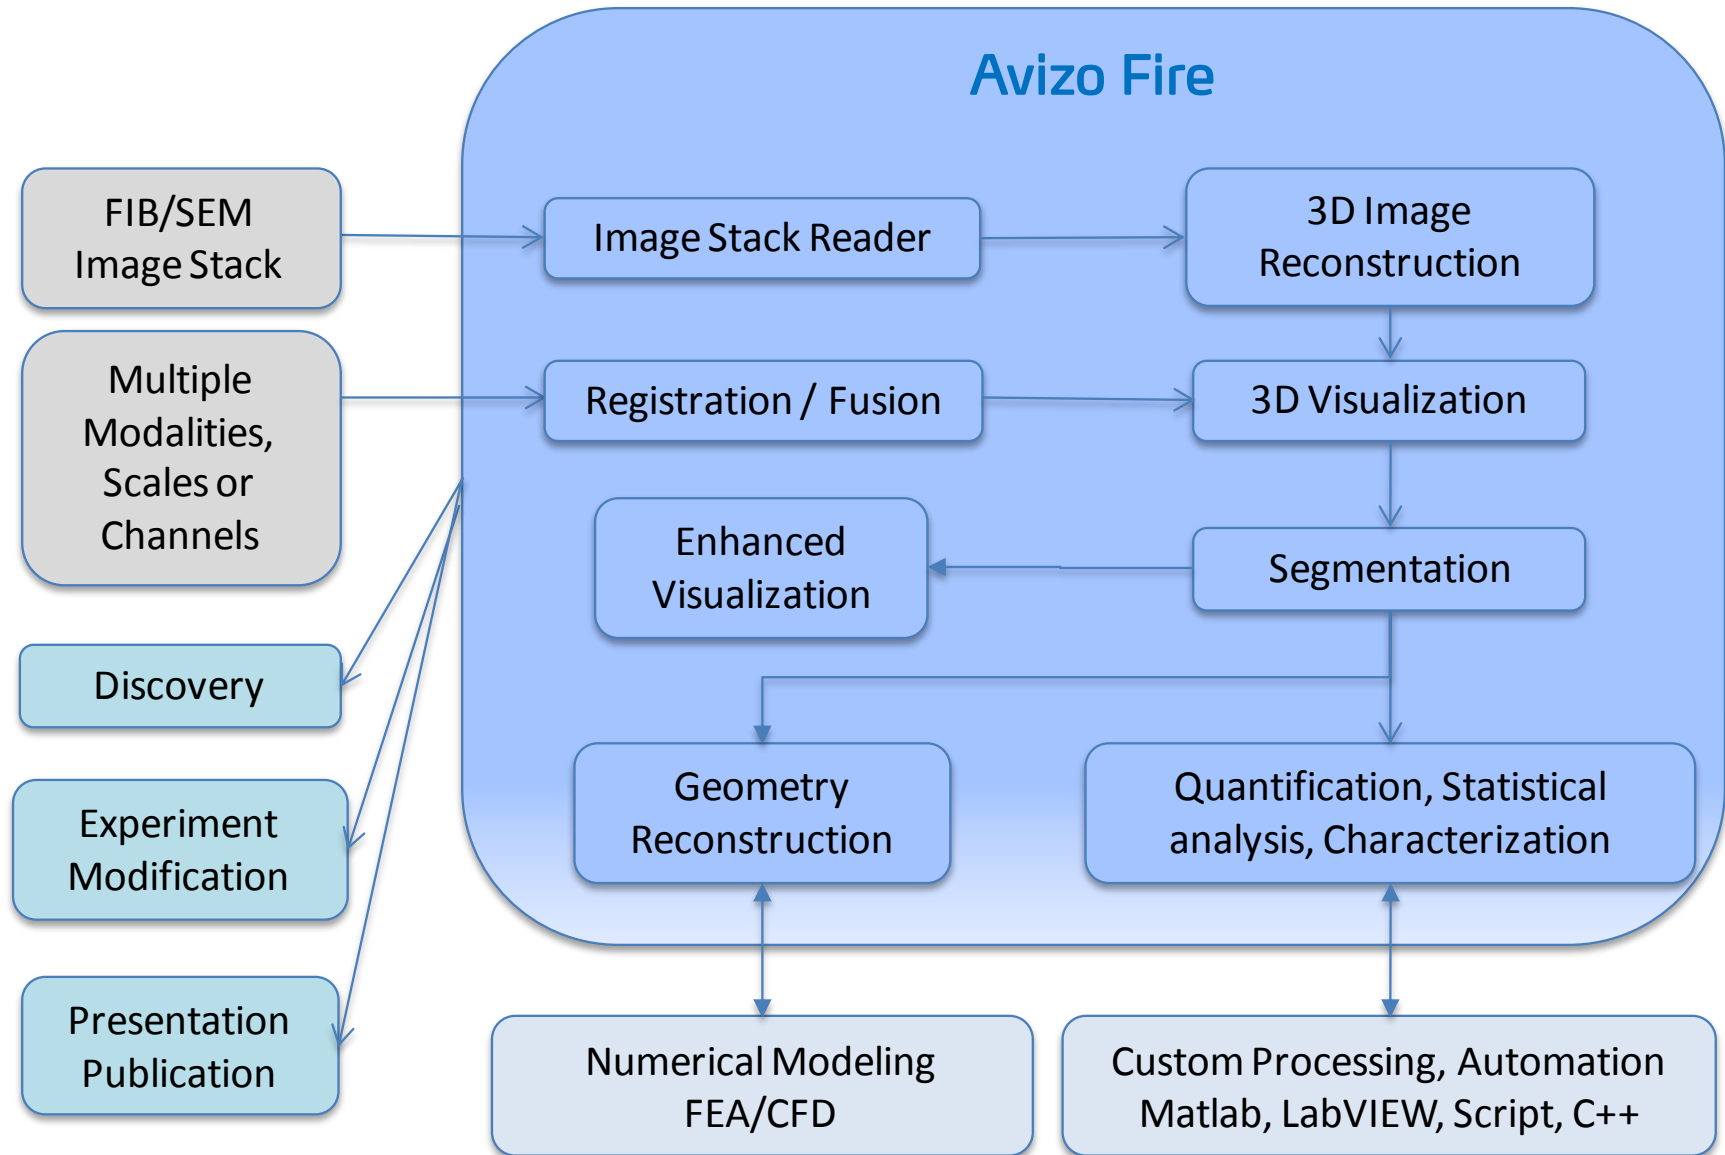 Avizo Fire
FIB/SEM
Image Stack
Image Stack Reader
3D Image
Reconstruction
Multiple
Modalities,
Scales or
Channels
Registration / Fusion
3D Visualization
Enhanced
Visualization
Segmentation
Discovery
Experiment
Modification
Geometry
Reconstruction
Quantification, Statistical
analysis, Characterization
Presentation
Publication
Numerical Modeling
FEA/CFD
Custom Processing, Automation
Matlab, LabVIEW, Script, C++